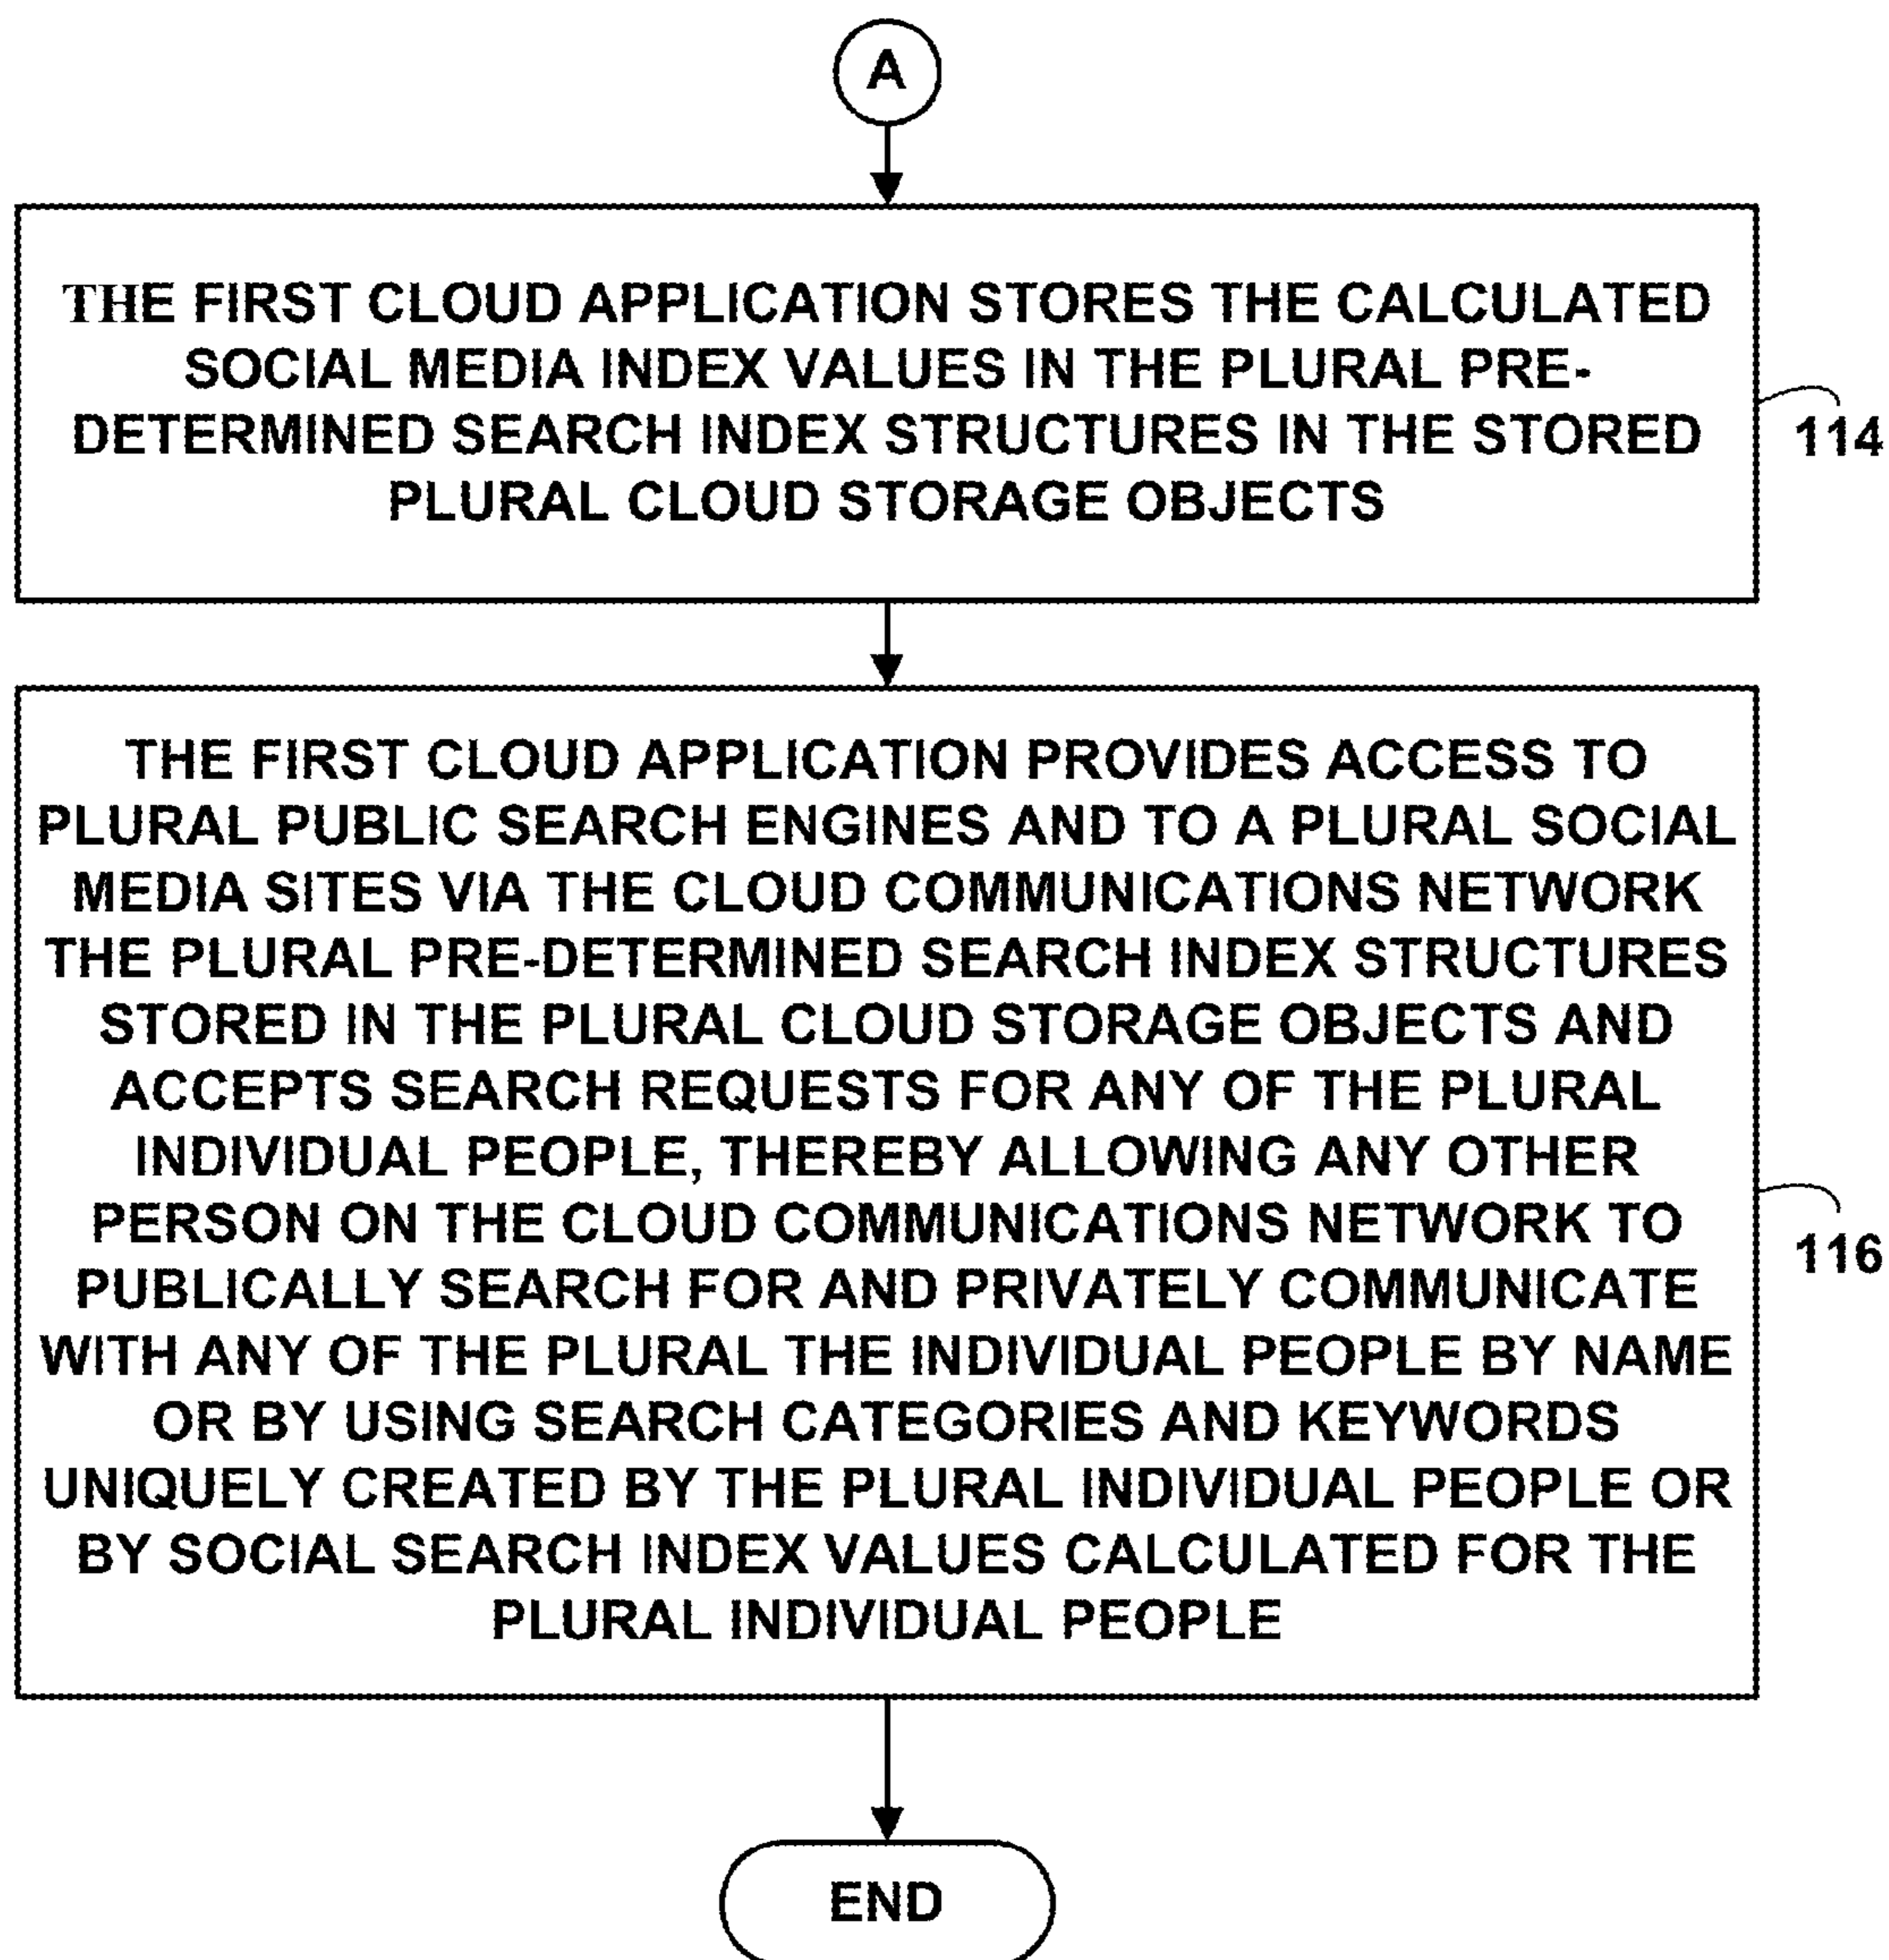 A
THE FIRST CLOUD APPLICATION STORES THE CALCULATED
SOCIAL MEDIA INDEX VALUES IN THE PLURAL PRE-
DETERMINED SEARCH INDEX STRUCTURES IN THE STORED
PLURAL CLOUD STORAGE OBJECTS
114
THE FIRST CLOUD APPLICATION PROVIDES ACCESS TO
PLURAL PUBLIC SEARCH ENGINES AND TO A PLURAL SOCIAL
MEDIA SITES VIA THE CLOUD COMMUNICATIONS NETWORK
THE PLURAL PRE-DETERMINED SEARCH INDEX STRUCTURES
STORED IN THE PLURAL CLOUD STORAGE OBJECTS AND
ACCEPTS SEARCH REQUESTS FOR ANY OF THE PLURAL
INDIVIDUAL PEOPLE, THEREBY ALLOWING ANY OTHER
PERSON ON THE CLOUD COMMUNICATIONS NETWORK TO
PUBLICALLY SEARCH FOR AND PRIVATELY COMMUNICATE
WITH ANY OF THE PLURAL THE INDIVIDUAL PEOPLE BY NAME
OR BY USING SEARCH CATEGORIES AND KEYWORDS
UNIQUELY CREATED BY THE PLURAL INDIVIDUAL PEOPLE OR
BY SOCIAL SEARCH INDEX VALUES CALCULATED FOR THE
PLURAL INDIVIDUAL PEOPLE
116
END